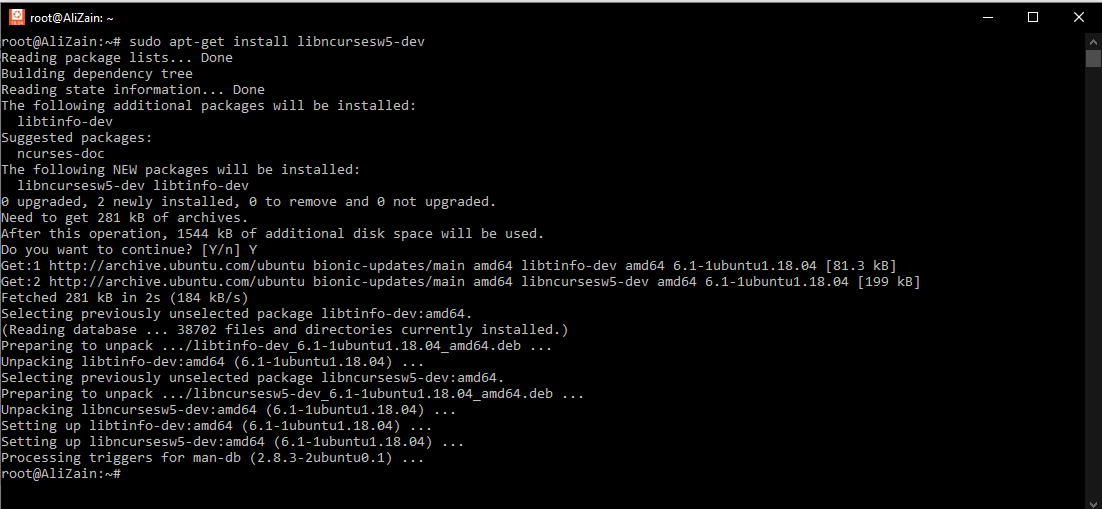 root@AliZain: ~
root@AliZain:~# sudo apt-get install libncursesw5-dev
Reading package lists... Done
Building dependency tree
Reading state information... Done
The following additional packages will be installed:
  libtinfo-dev
Suggested packages:
  ncurses-doc
The following NEW packages will be installed:
  libncursesw5-dev libtinfo-dev
0 upgraded, 2 newly installed, 0 to remove and 0 not upgraded.
Need to get 281 kB of archives.
After this operation, 1544 kB of additional disk space will be used.
Do you want to continue? [Y/n] Y
Get:1 http://archive.ubuntu.com/ubuntu bionic-updates/main amd64 libtinfo-dev amd64 6.1-1ubuntu1.18.04 [81.3 kB]
Get:2 http://archive.ubuntu.com/ubuntu bionic-updates/main amd64 libncursesw5-dev amd64 6.1-1ubuntu1.18.04 [199 kB]
Fetched 281 kB in 2s (184 kB/s)
Selecting previously unselected package libtinfo-dev:amd64.
(Reading database ... 38702 files and directories currently installed.)
Preparing to unpack .../libtinfo-dev_6.1-1ubuntu1.18.04_amd64.deb ...
Unpacking libtinfo-dev:amd64 (6.1-1ubuntu1.18.04) ...
Selecting previously unselected package libncursesw5-dev:amd64.
Preparing to unpack .../libncursesw5-dev_6.1-1ubuntu1.18.04_amd64.deb ...
Unpacking libncursesw5-dev:amd64 (6.1-1ubuntu1.18.04) ...
Setting up libtinfo-dev:amd64 (6.1-1ubuntu1.18.04) ...
Setting up libncursesw5-dev:amd64 (6.1-1ubuntu1.18.04) ...
Processing triggers for man-db (2.8.3-2ubuntu0.1) ...
root@AliZain:~#